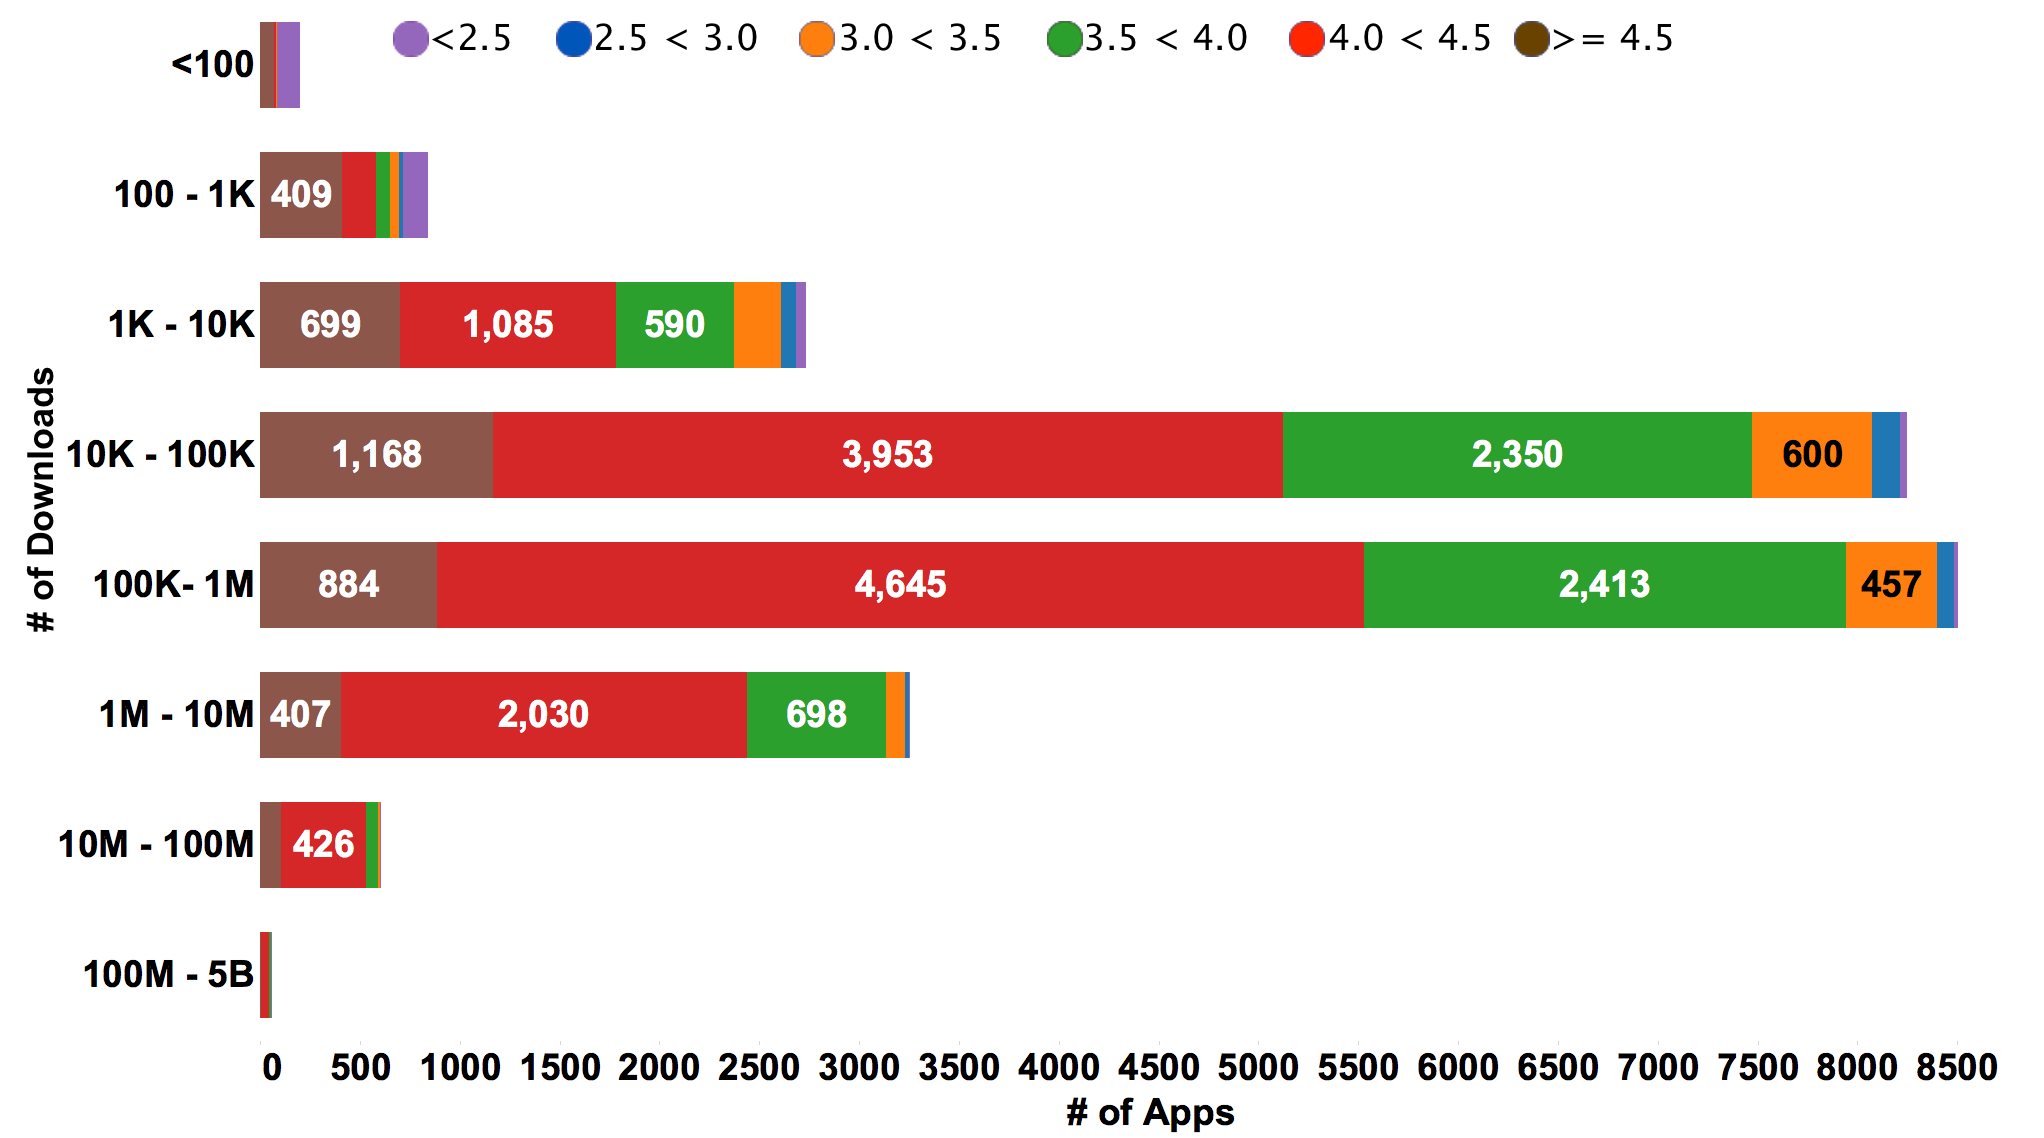 <2.5 2.5 < 3.0 3.0 < 3.5 3.5 < 4.0 4.0 < 4.5 >= 4.5
<100
100 - 1K 409
1K - 10K 699 1,085 590
10K - 100K 1,168 3,953 2,350 600
100K- 1M 884 4,645 2,413 457
1M - 10M 407 2,030 698
10M - 100M 426
100M - 5B
# of Downloads
0 500 1000 1500 2000 2500 3000 3500 4000 4500 5000 5500 6000 6500 7000 7500 8000 8500
# of Apps